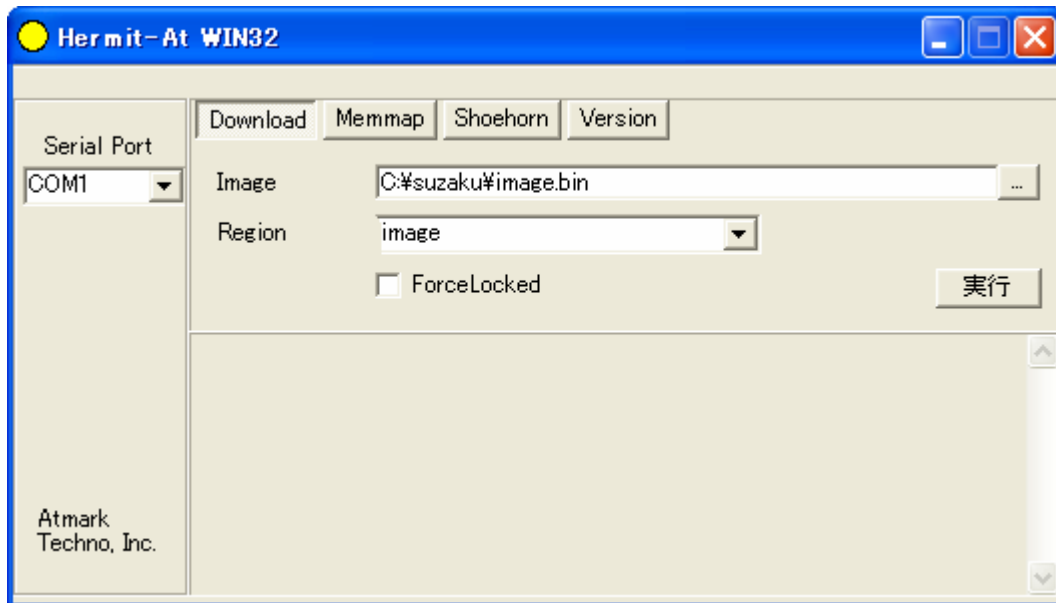 Hermit-At WIN32
Serial Port
COM1
Download Memmap Shoehorn Version
Image C:¥suzaku¥image.bin ...
Region image
ForceLocked 実行
Atmark
Techno, Inc.